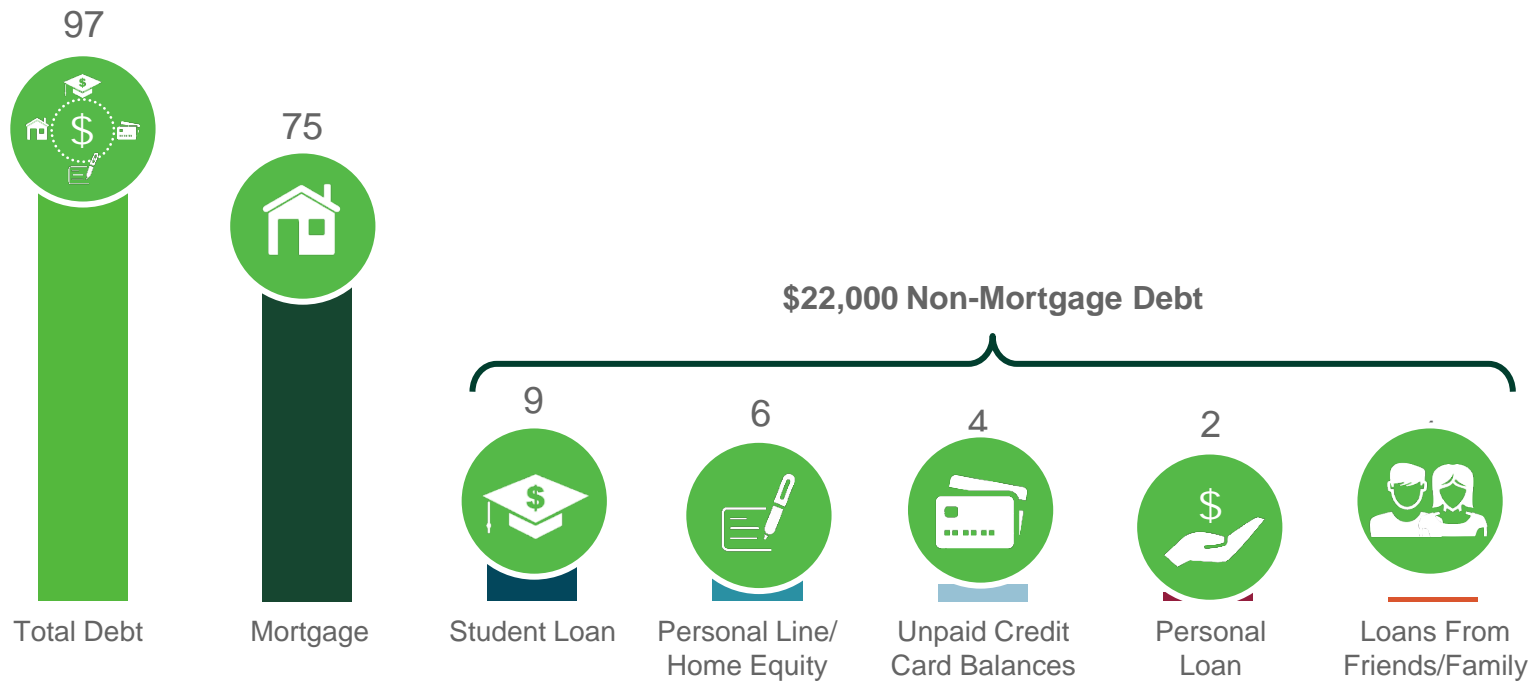 97
75
$22,000 Non-Mortgage Debt
9
6
4
2
$
$
$
$
Total Debt
Mortgage
Student Loan
Personal Line/
Home Equity
Unpaid Credit
Card Balances
Personal
Loan
Loans From
Friends/Family